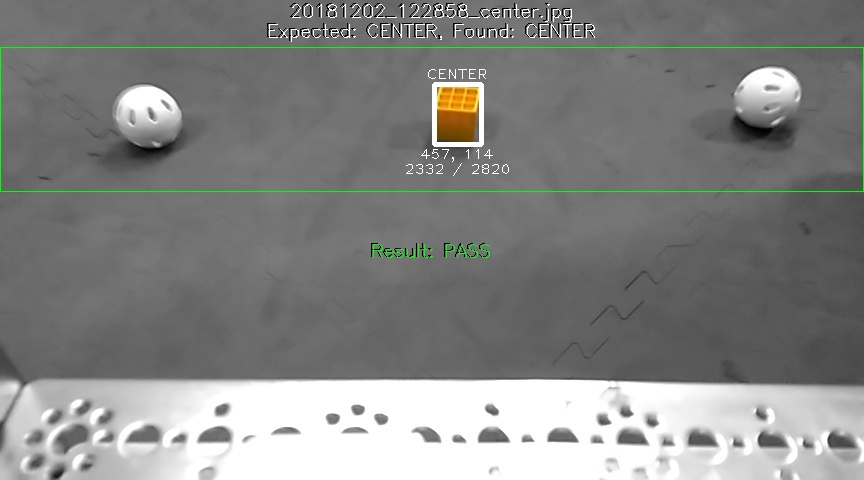 20181202_122858_center.jpg
Expected: CENTER, Found: CENTER
CENTER
457, 114
2332 / 2820
Result: PASS